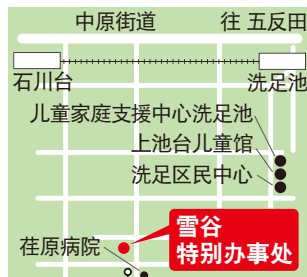 中原街道
往 五反田
石川台
洗足池
儿童家庭支援中心洗足池
上池台儿童馆
洗足区民中心
雪谷
特别办事处
荏原病院